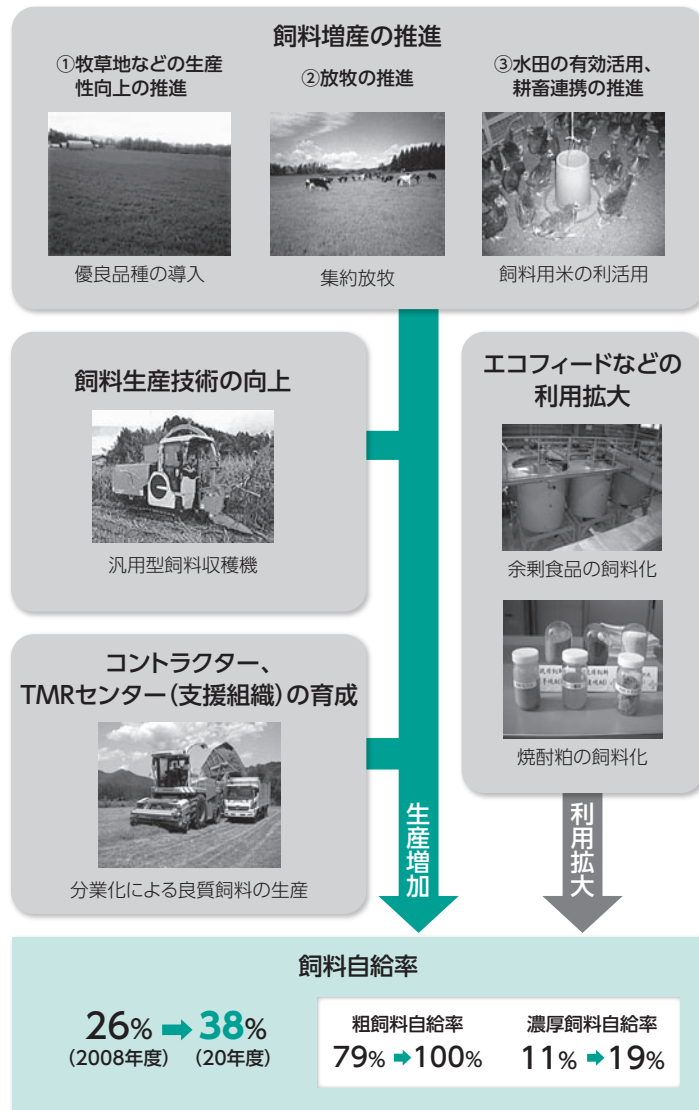 飼料増産の推進
①牧草地などの生産
性向上の推進
②放牧の推進
③水田の有効活用、
耕畜連携の推進
優良品種の導入
集約放牧
飼料用米の利活用
飼料生産技術の向上
汎用型飼料収穫機
コントラクター、
TMRセンター(支援組織)の育成
分業化による良質飼料の生産
エコフィードなどの
利用拡大
余剰食品の飼料化
焼酎粕の飼料化
生産増加
利用拡大
飼料自給率
26%➡38%
(2008年度) (20年度)
粗飼料自給率
79%➡100%
濃厚飼料自給率
11%➡19%